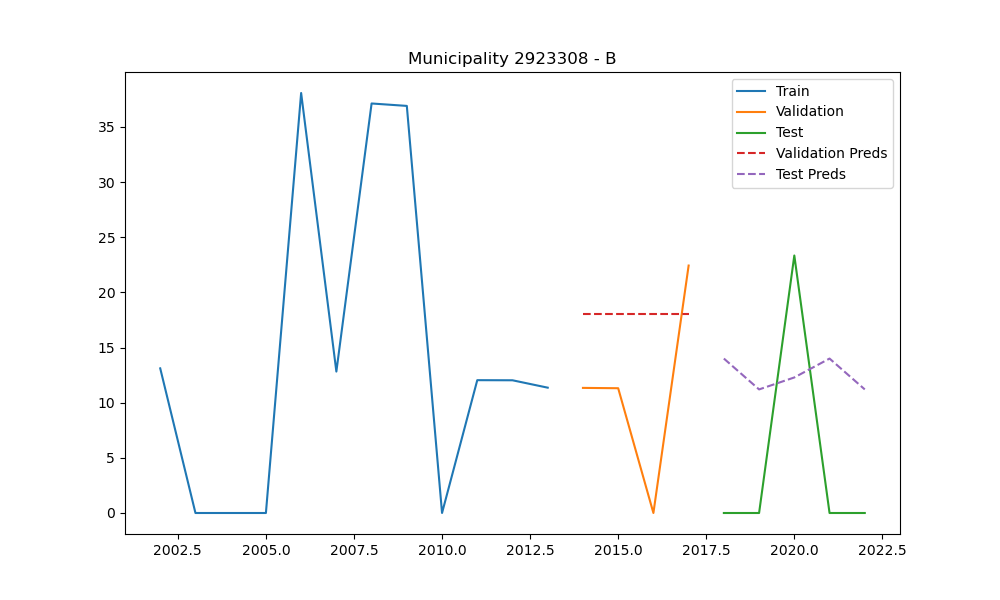 Municipality 2923308 - B
Train
Validation
Test
Validation Preds
Test Preds
35
30
25
20
15
10
5
0
2002.5 2005.0 2007.5 2010.0 2012.5 2015.0 2017.5 2020.0 2022.5